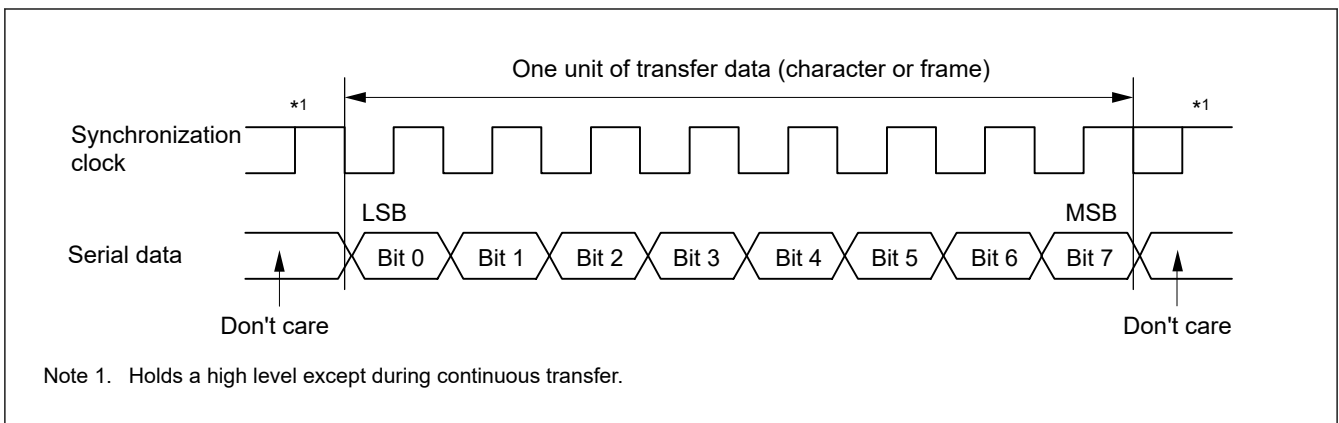 One unit of transfer data (character or frame)
*1
*1
Synchronization
clock
LSB
MSB
Serial data
Bit 0 Bit 1 Bit 2 Bit 3 Bit 4 Bit 5 Bit 6 Bit 7
Don't care
Don't care
Note 1. Holds a high level except during continuous transfer.